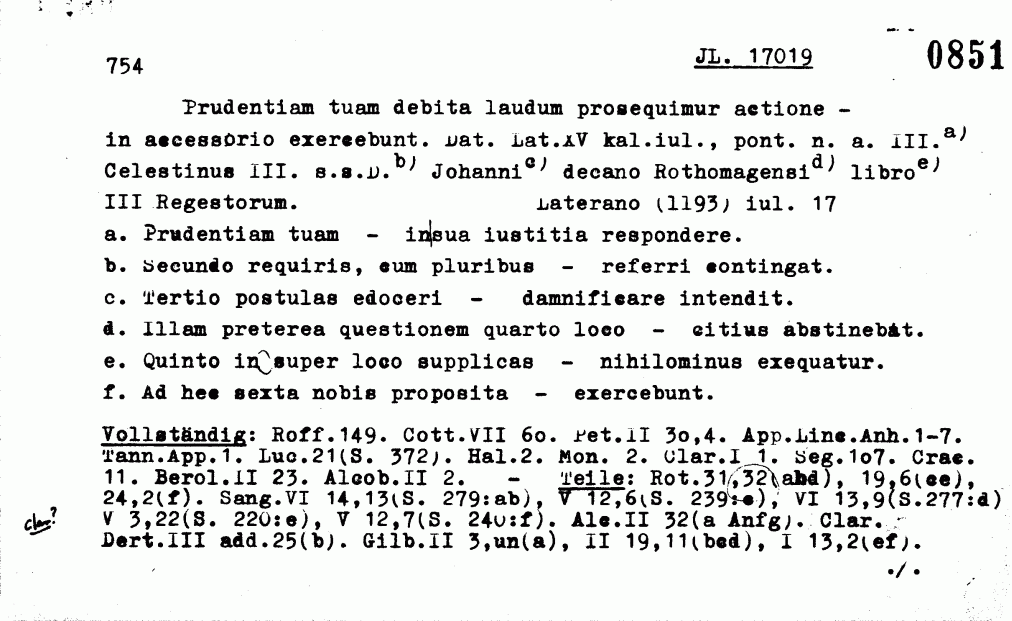 754 JL. 17019 0851
Prudentiam tuam debita laudum prosequimur actione -
in accessorio exercebunt. Dat. Lat.XV kal.iul., pont. n. a. III.a)
Celestinus III. s.s.D.b) Johannic) decano Rothomagensid) libroe)
III Regestorum. Laterano (1193) iul. 17
a. Prudentiam tuam - in|sua iustitia respondere.
b. Secundo requiris, cum pluribus - referri contingat.
c. Tertio postulas edoceri - damnificare intendit.
d. Illam preterea questionem quarto loco - citius abstinebat.
e. Quinto in super loco supplicas - nihilominus exequatur.
f. Ad hec sexta nobis proposita - exercebunt.
Vollständig: Roff.149. Cott.VII 60. Pet.II 30,4. App.Linc.Anh.1-7.
Tann.App.1. Luc.21(S. 372). Hal.2. Mon. 2. Clar.I 1. Seg.107. Crac.
11. Berol.II 23. Alcob.II 2. - Teile: Rot.31,32(abd), 19,6(ce),
24,2(f). Sang.VI 14,13(S. 279:ab), V 12,6(S. 239:e), VI 13,9(S.277:d)
V 3,22(S. 220:e), V 12,7(S. 240:f). Alc.II 32(a Anfg). Clar.
Dert.III add.25(b). Gilb.II 3,un(a), II 19,11(bcd), I 13,2(ef).
./.